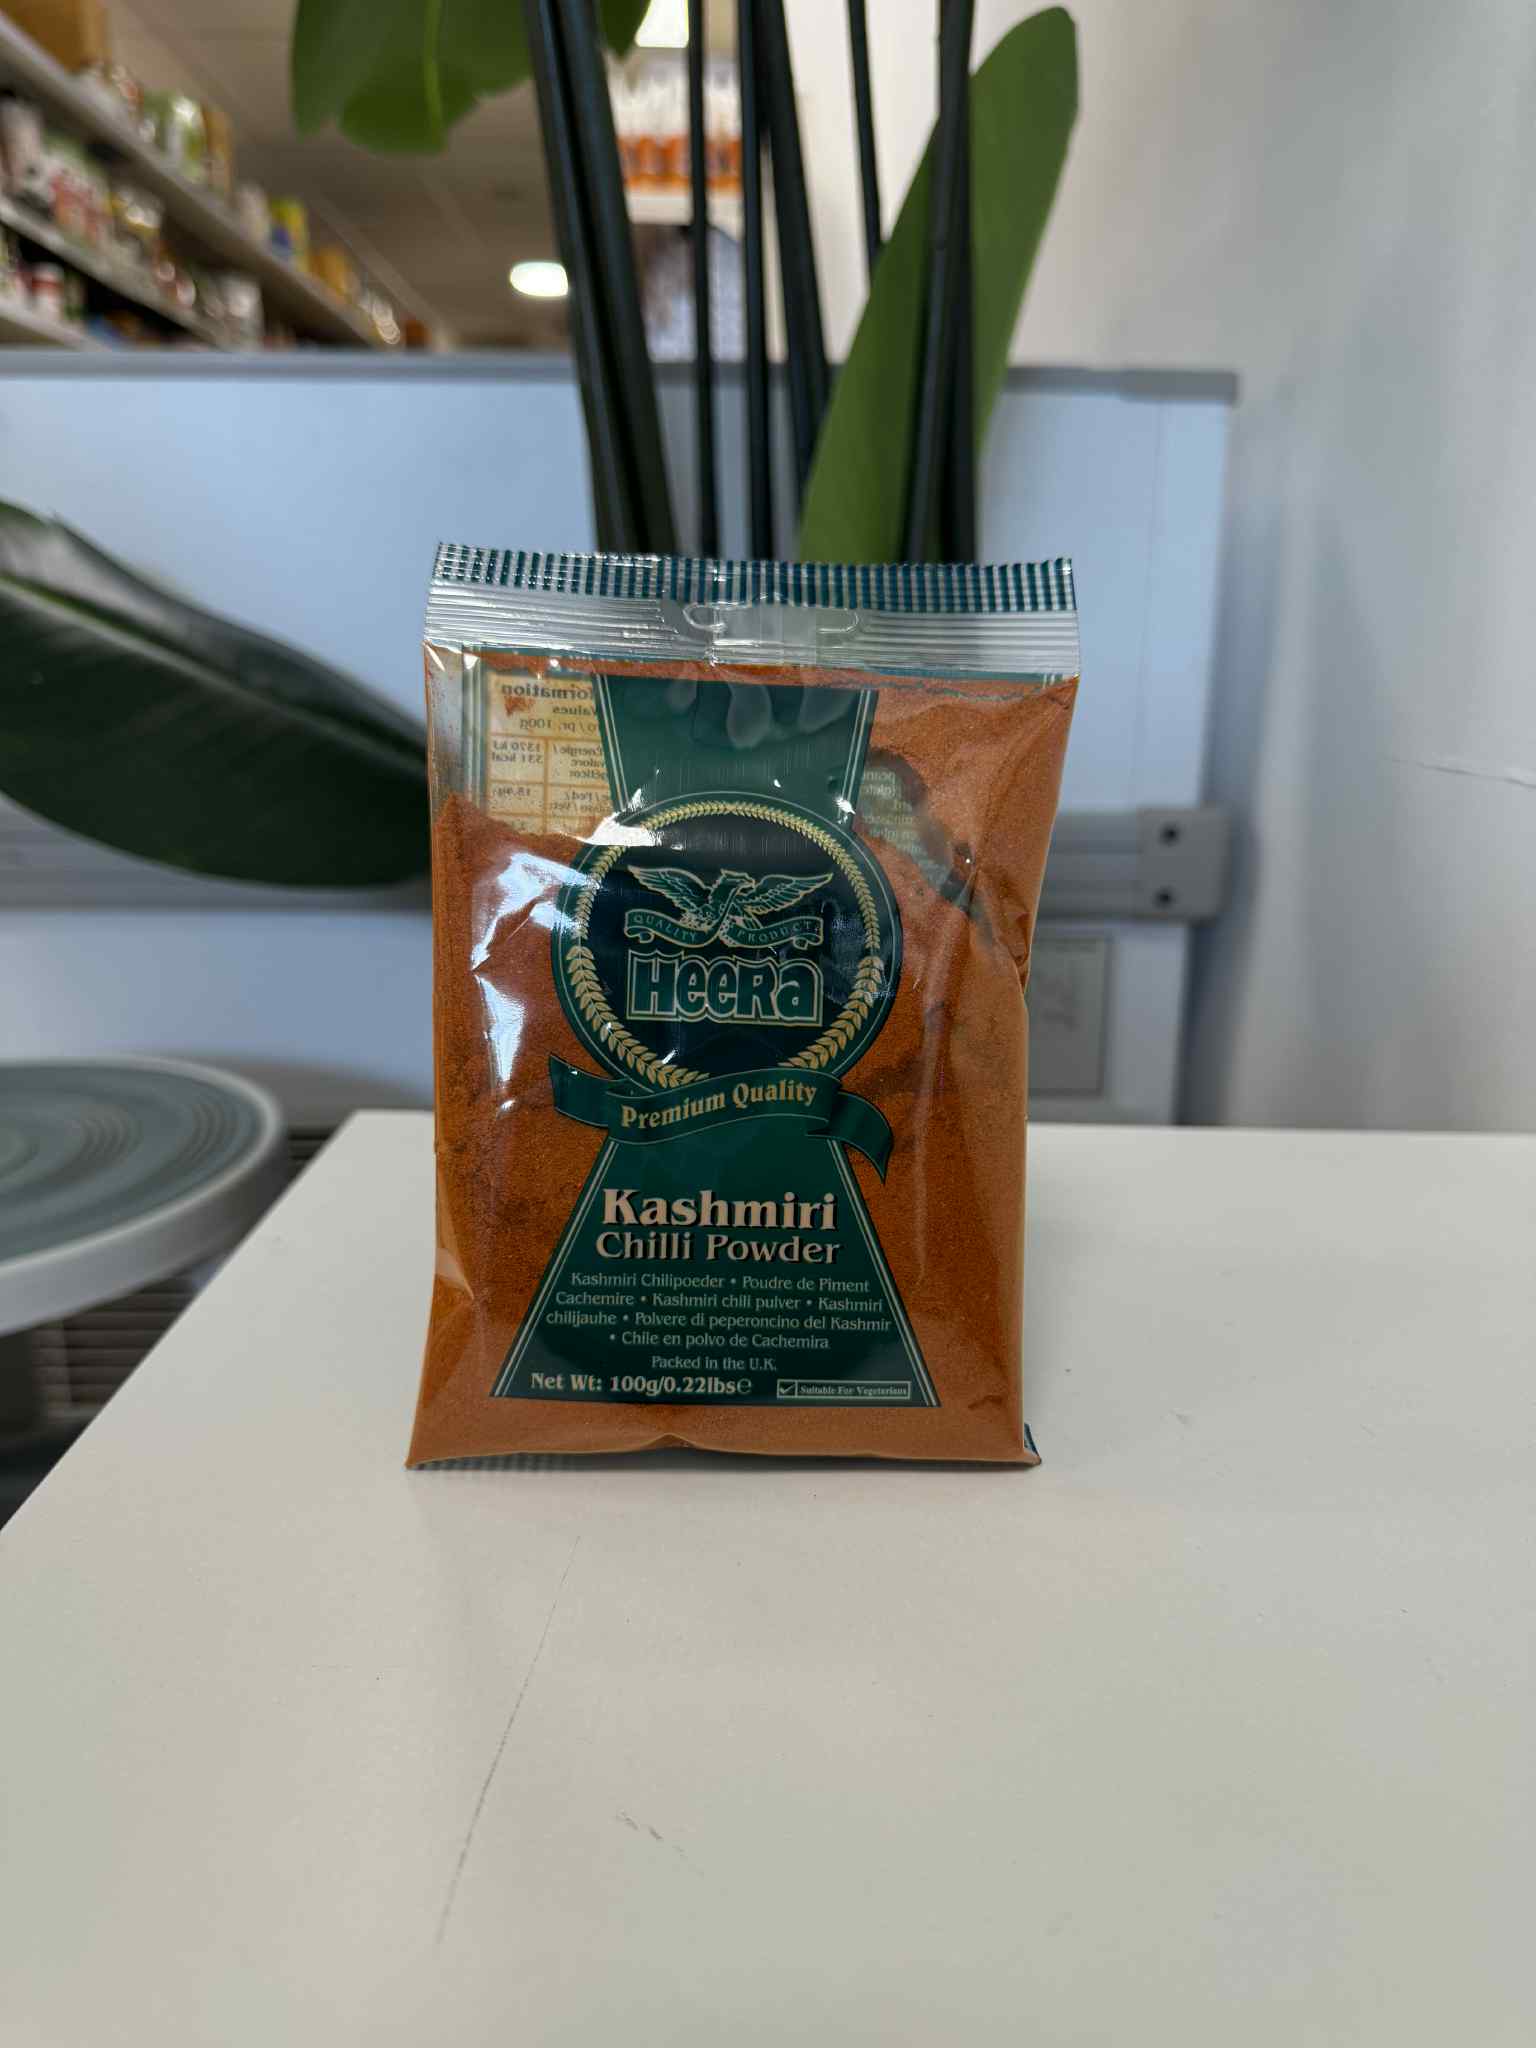 QUALITY PRODUCT
HEERA
Premium Quality
Kashmiri
Chilli Powder
Kashmiri Chilipoeder • Poudre de Piment
Cachemire • Kashmiri chili pulver • Kashmiri
chilijauhe • Polvere di peperoncino del Kashmir
• Chile en polvo de Cachemira
Packed in the U.K.
Net Wt: 100g/0.22lbs℮
Suitable For Vegetarians